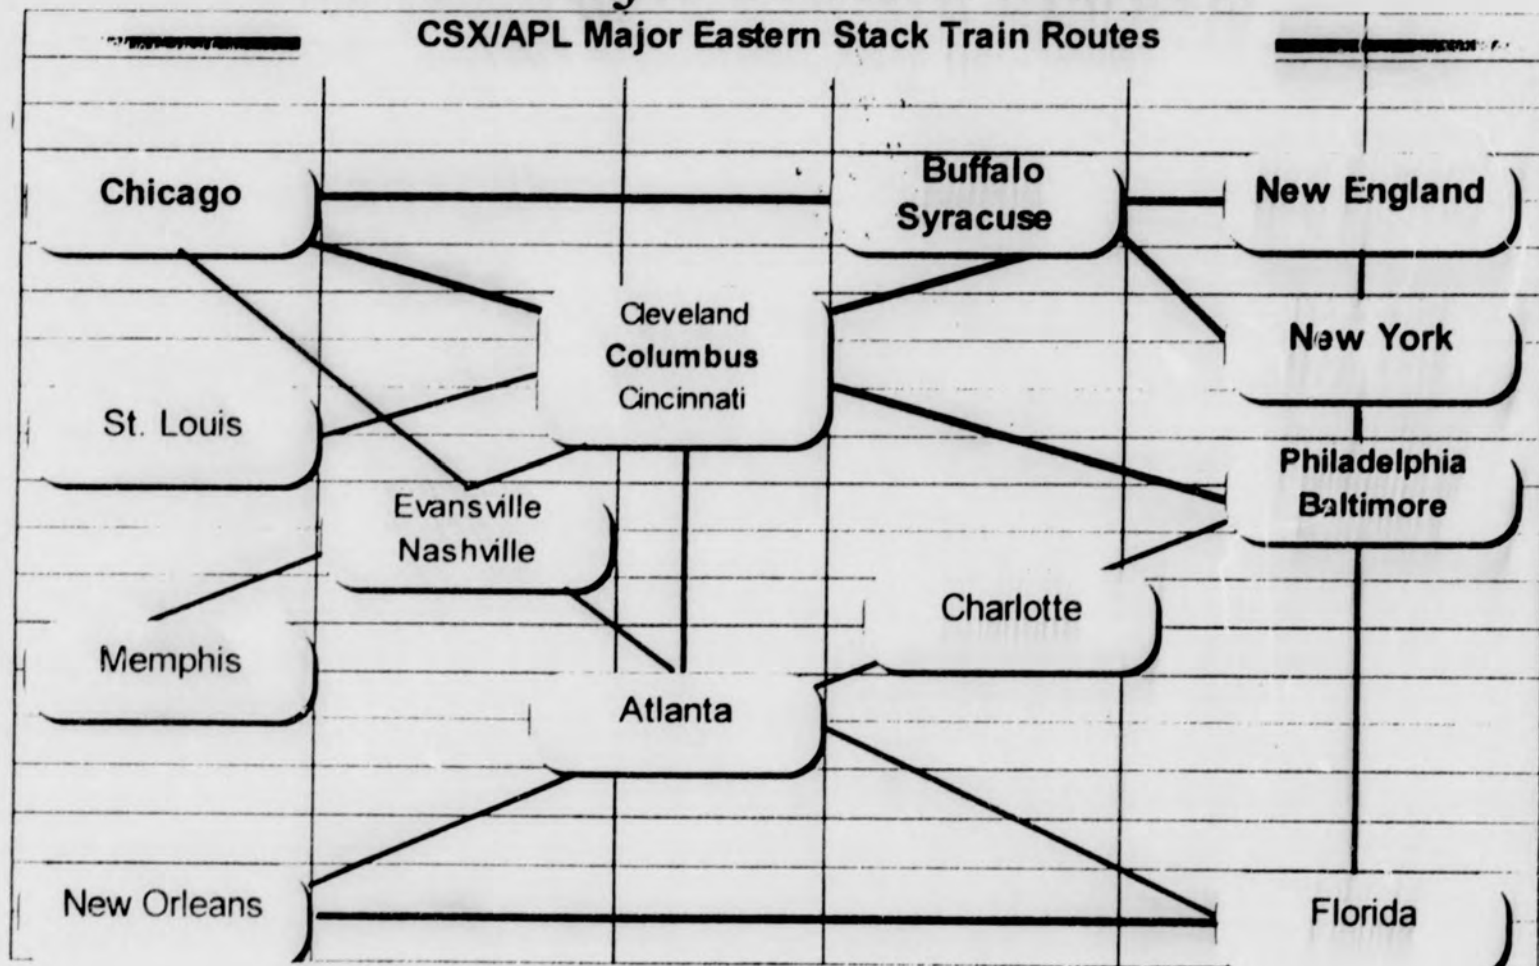 CSX/APL Major Eastern Stack Train Routes
Chicago
Buffalo
Syracuse
New England
Cleveland
Columbus
Cincinnati
New York
St. Louis
Philadelphia
Baltimore
Evansville
Nashville
Charlotte
Memphis
Atlanta
New Orleans
Florida